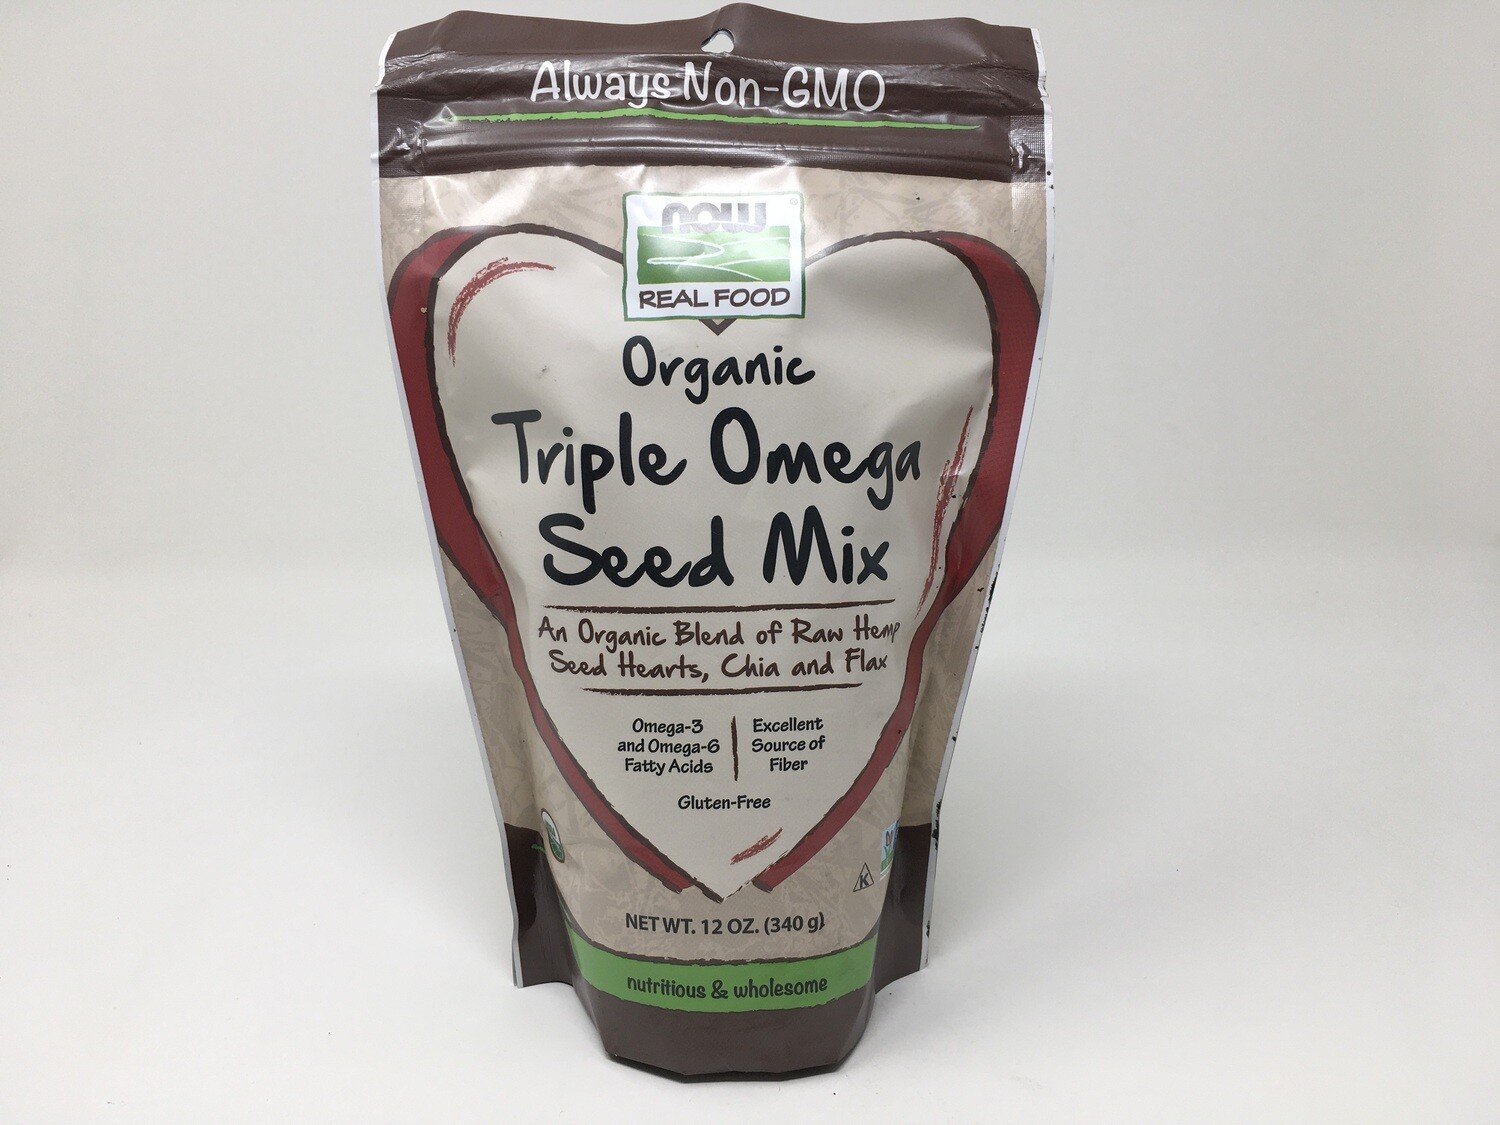 Always Non-GMO
now
REAL FOOD
Organic
Triple Omega
Seed Mix
An Organic Blend of Raw Hemp
Seed Hearts, Chia and Flax
Omega-3
and Omega-6
Fatty Acids
Excellent
Source of
Fiber
Gluten-Free
K
NET WT. 12 OZ. (340 g)
nutritious & wholesome